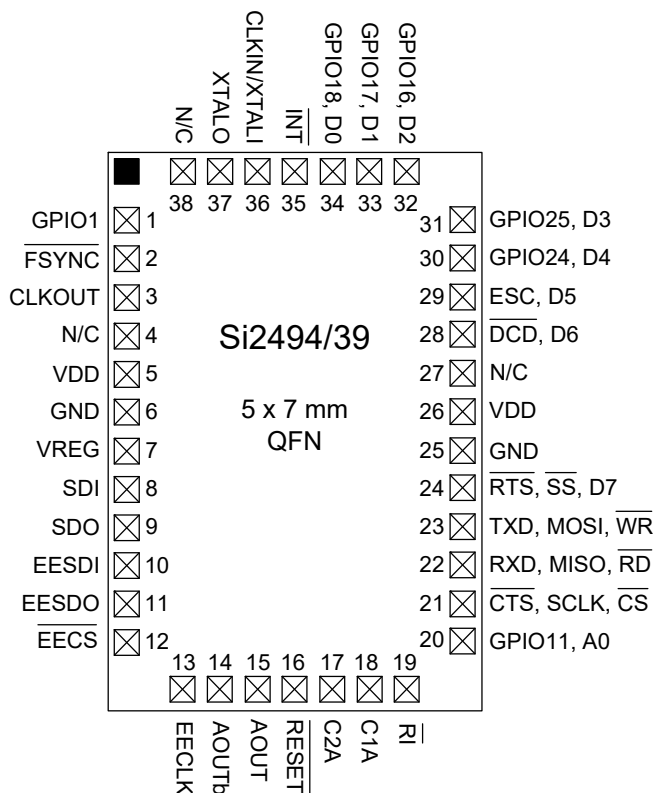 N/C
XTALO
CLKIN/XTALI
INT
GPIO18, D0
GPIO17, D1
GPIO16, D2
38 37 36 35 34 33 32
GPIO1 1
FSYNC 2
CLKOUT 3
N/C 4
VDD 5
GND 6
VREG 7
SDI 8
SDO 9
EESDI 10
EESDO 11
EECS 12
Si2494/39
5 x 7 mm
QFN
31 GPIO25, D3
30 GPIO24, D4
29 ESC, D5
28 DCD, D6
27 N/C
26 VDD
25 GND
24 RTS, SS, D7
23 TXD, MOSI, WR
22 RXD, MISO, RD
21 CTS, SCLK, CS
20 GPIO11, A0
13 14 15 16 17 18 19
EECLK
AOUTb
AOUT
RESET
C2A
C1A
RI